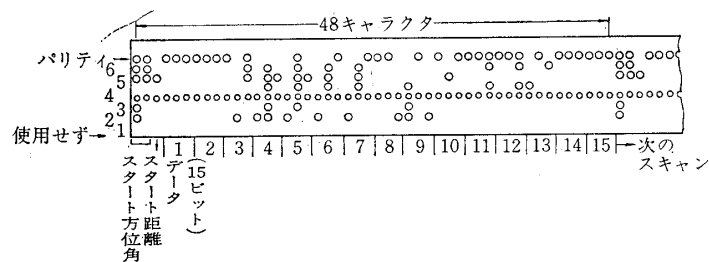 48キャラクタ
パリティ
6
5
4
3
2
使用せず 1
1 2 3 4 5 6 7 8 9 10 11 12 13 14 15
次の
スキャン
スタート方位角
スタート距離
データ
(15ビット)